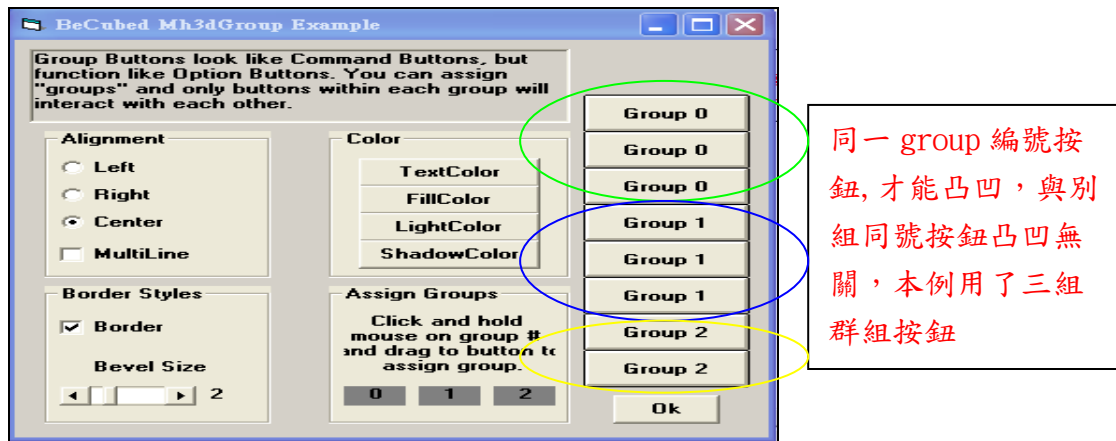 BeCubed Mh3dGroup Example
Group Buttons look like Command Buttons, but
function like Option Buttons. You can assign
"groups" and only buttons within each group will
interact with each other.
Alignment
Left
Right
Center
MultiLine
Color
TextColor
FillColor
LightColor
ShadowColor
Border Styles
Border
Bevel Size
2
Assign Groups
Click and hold
mouse on group #
and drag to button to
assign group.
0 1 2
Group 0
Group 0
Group 0
Group 1
Group 1
Group 1
Group 2
Group 2
Ok
同一 group 編號按
鈕,才能凸凹，與別
組同號按鈕凸凹無
關，本例用了三組
群組按鈕